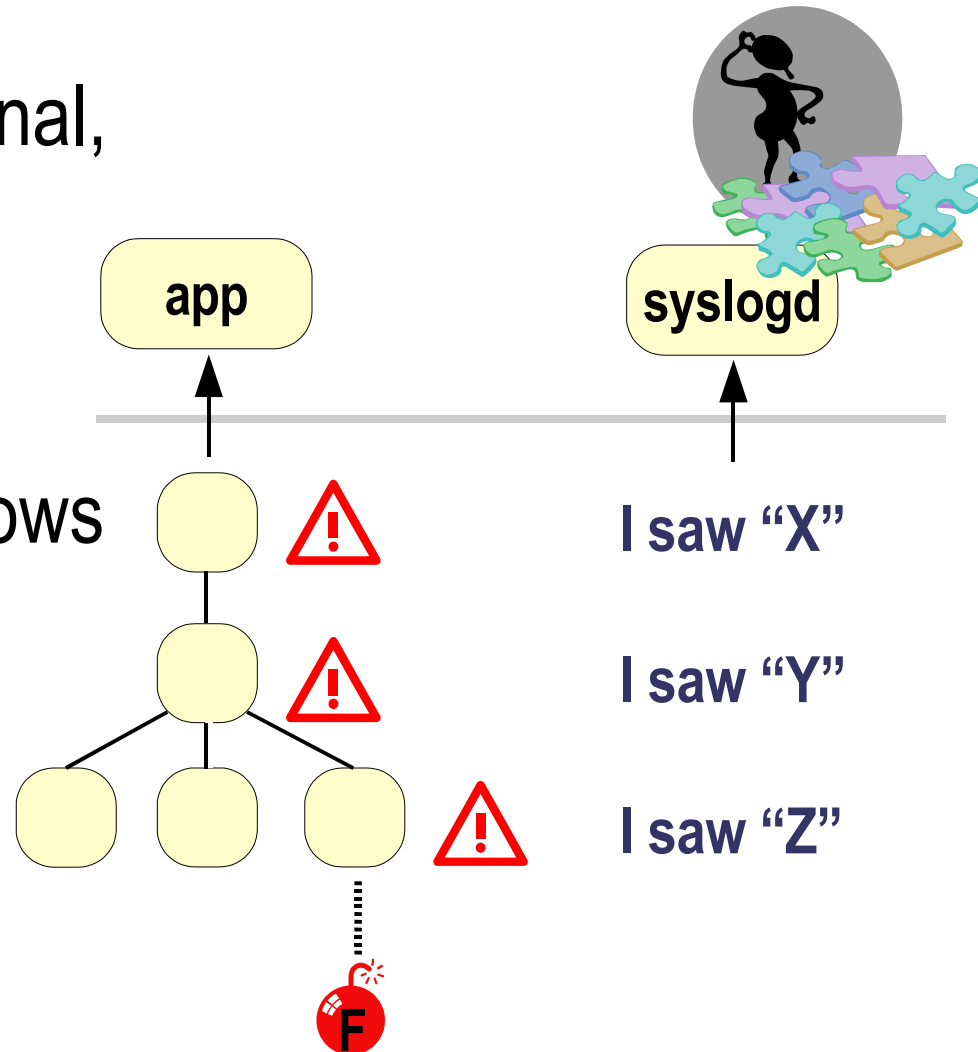 nal,
app
syslogd
ows
I saw “X”
I saw “Y”
I saw “Z”
F